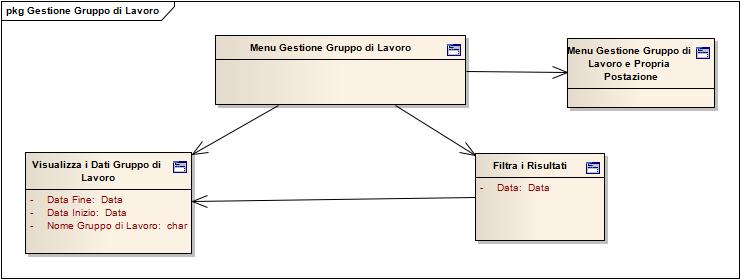 pkg Gestione Gruppo di Lavoro
Menu Gestione Gruppo di Lavoro
Menu Gestione Gruppo di
Lavoro e Propria
Postazione
Visualizza i Dati Gruppo di
Lavoro
- Data Fine: Data
- Data Inizio: Data
- Nome Gruppo di Lavoro: char
Filtra i Risultati
- Data: Data